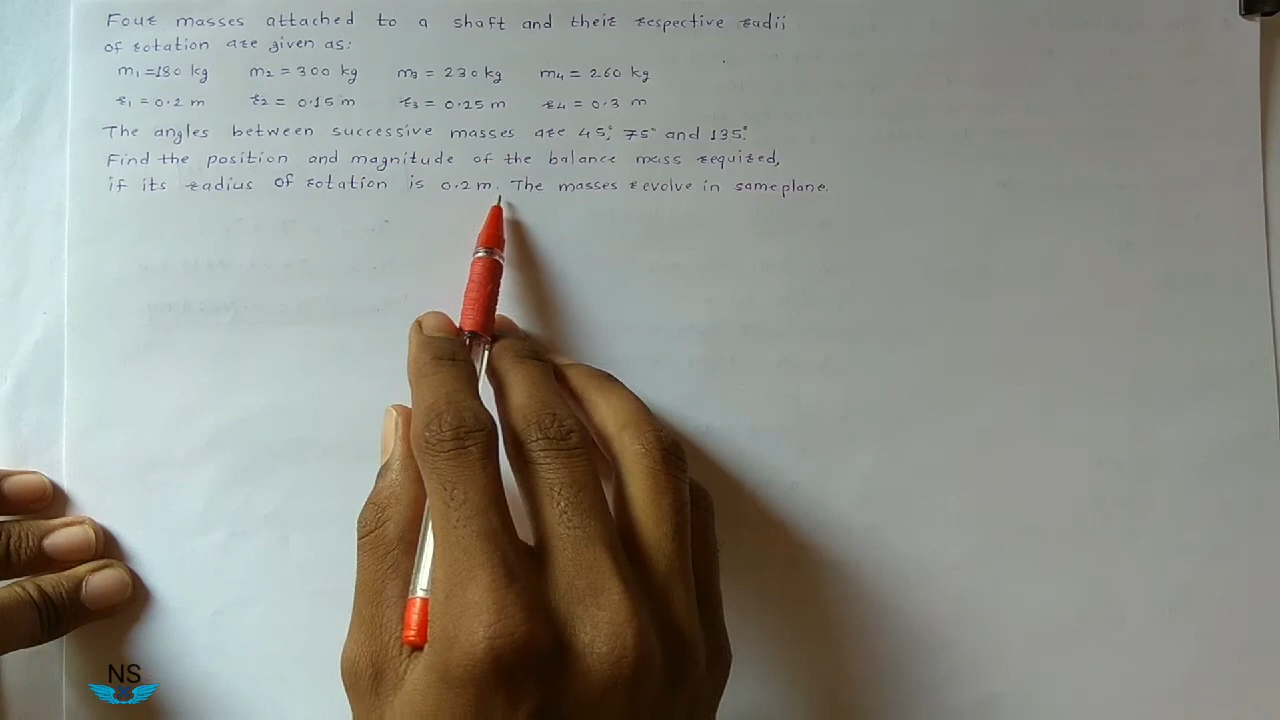 Four masses attached to a shaft and their respective radii
of rotation are given as:
m₁ = 180 kg m₂ = 300 kg m₃ = 230 kg m₄ = 260 kg
r₁ = 0.2 m r₂ = 0.15 m r₃ = 0.25 m r₄ = 0.3 m
The angles between successive masses are 45°, 75° and 135°.
Find the position and magnitude of the balance mass required,
if its radius of rotation is 0.2 m. The masses revolve in same plane.
NS